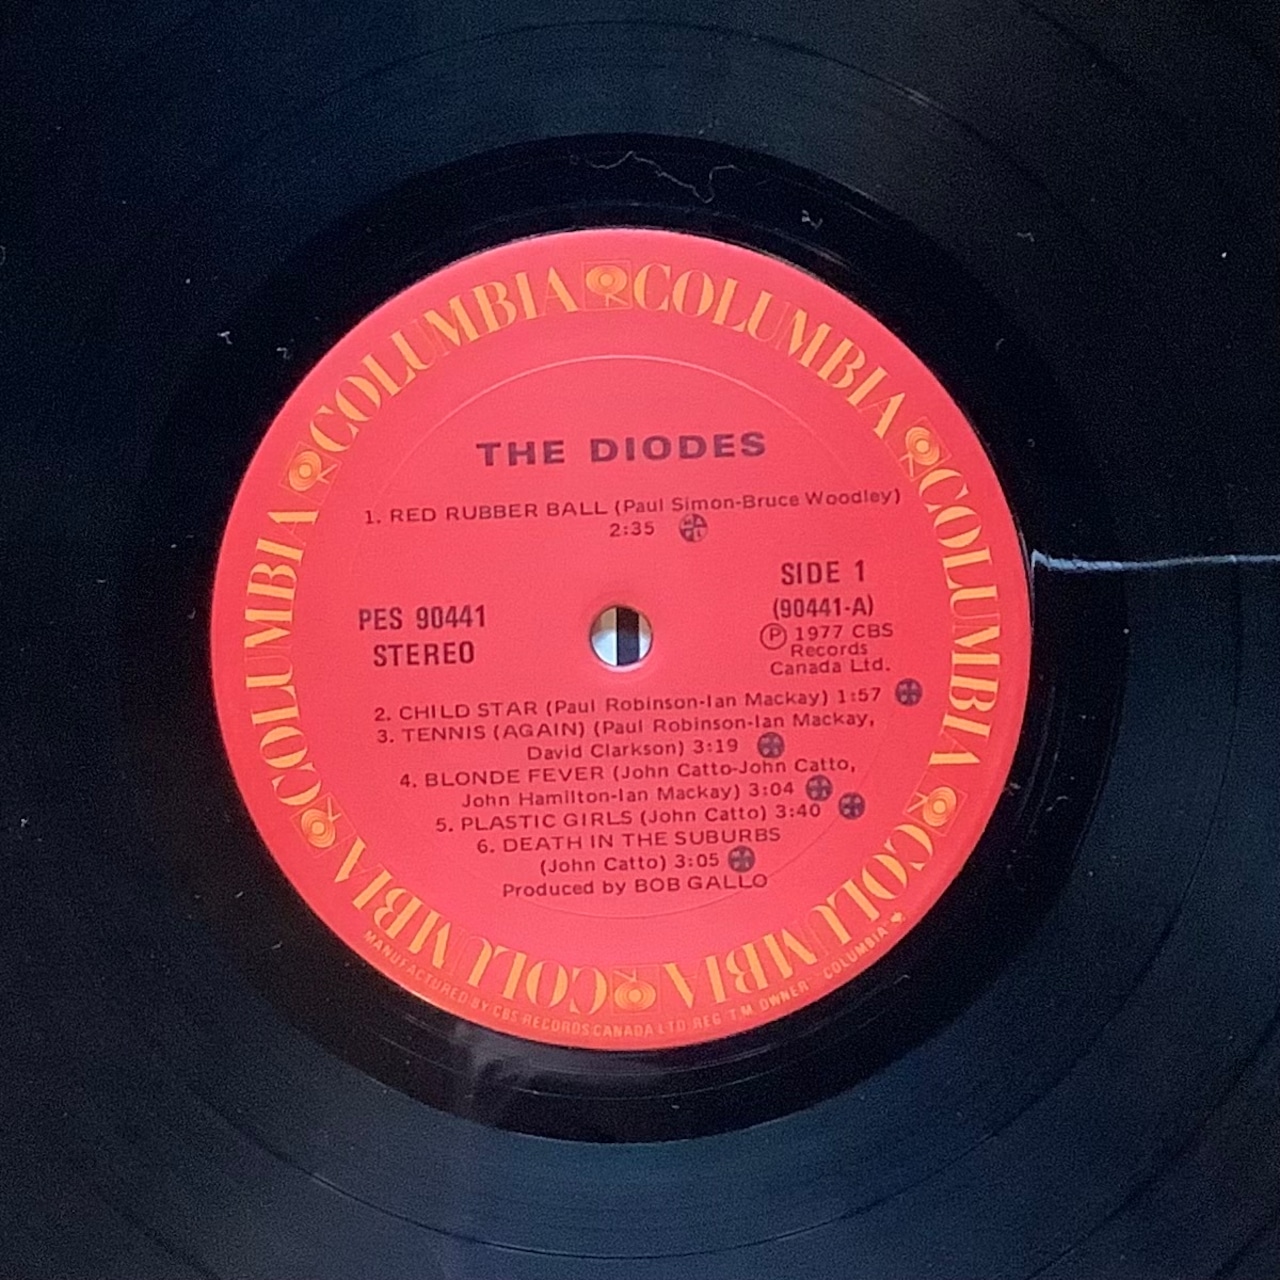 COLUMBIA COLUMBIA COLUMBIA COLUMBIA COLUMBIA COLUMBIA
THE DIODES
1. RED RUBBER BALL (Paul Simon-Bruce Woodley)
2:35
SIDE 1
PES 90441
(90441-A)
STEREO
Ⓟ 1977 CBS
Records
Canada Ltd.
2. CHILD STAR (Paul Robinson-Ian Mackay) 1:57
3. TENNIS (AGAIN) (Paul Robinson-Ian Mackay,
David Clarkson) 3:19
4. BLONDE FEVER (John Catto-John Catto,
John Hamilton-Ian Mackay) 3:04
5. PLASTIC GIRLS (John Catto) 3:40
6. DEATH IN THE SUBURBS
(John Catto) 3:05
Produced by BOB GALLO
MANUFACTURED BY CBS RECORDS CANADA LTD. REG. T.M. OWNER "COLUMBIA"